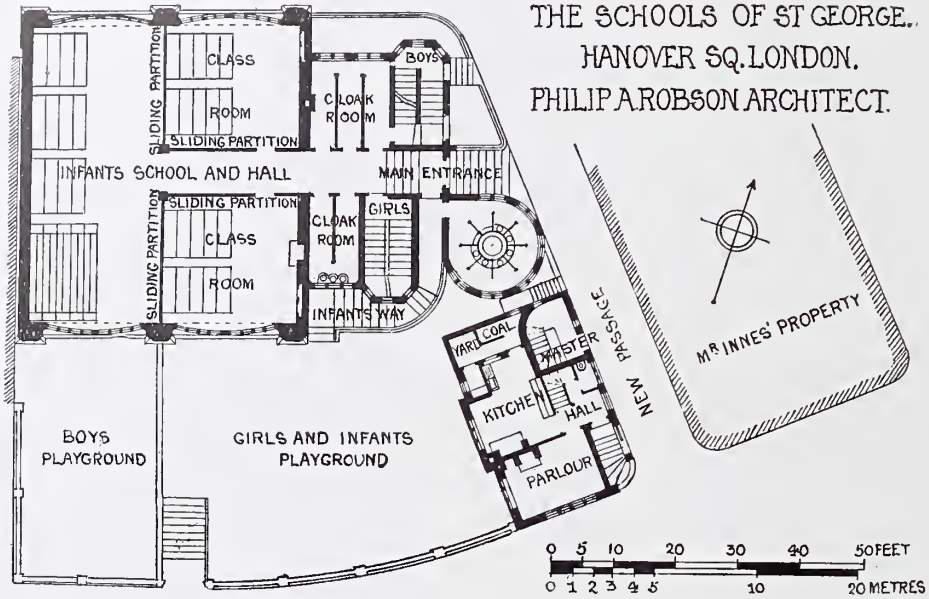 THE SCHOOLS OF ST GEORGE.
HANOVER SQ. LONDON.
PHILIP A ROBSON ARCHITECT.
BOYS
CLASS
ROOM
SLIDING PARTITION
SLIDING PARTITION
CLOAK
ROOM
INFANTS SCHOOL AND HALL
MAIN ENTRANCE
SLIDING PARTITION
SLIDING PARTITION
CLASS
ROOM
CLOAK
ROOM
GIRLS
INFANTS WAY
YARD
COAL
MASTER
KITCHEN
HALL
PARLOUR
NEW PASSAGE
MR INNES' PROPERTY
BOYS
PLAYGROUND
GIRLS AND INFANTS
PLAYGROUND
0 5 10 20 30 40 50 FEET
0 1 2 3 4 5 10 20 METRES